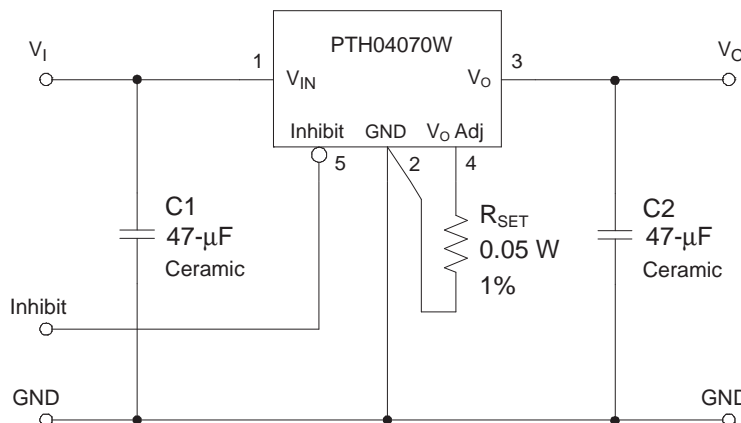 PTH04070W
V_I
1
V_IN
V_O
3
V_O
Inhibit
GND
V_O Adj
5
2
4
C1
47-μF
Ceramic
R_SET
0.05 W
1%
C2
47-μF
Ceramic
Inhibit
GND
GND